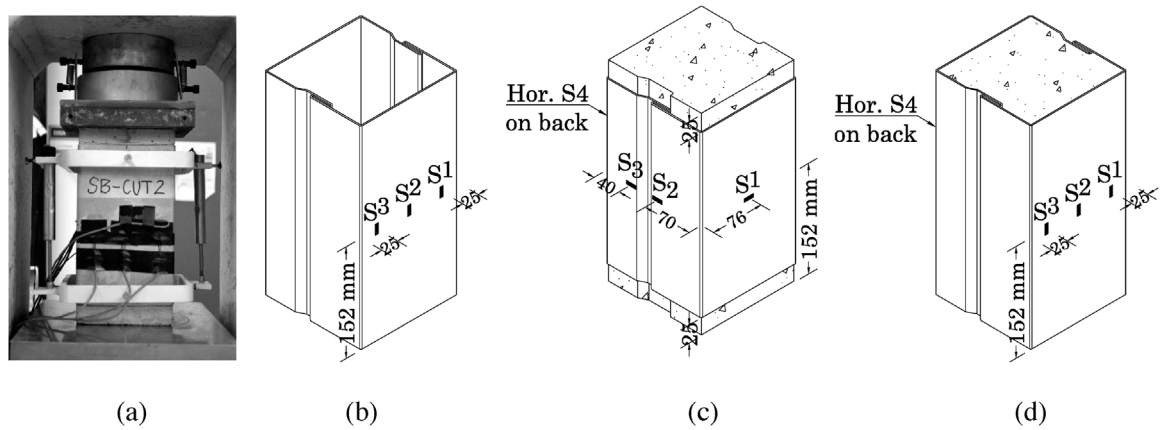 SB-CUT2
S1
S2
S3
25
25
152 mm
Hor. S4
on back
25
S3
S2
S1
40
70
76
152 mm
25
Hor. S4
on back
S1
S2
S3
25
25
152 mm
(a)
(b)
(c)
(d)